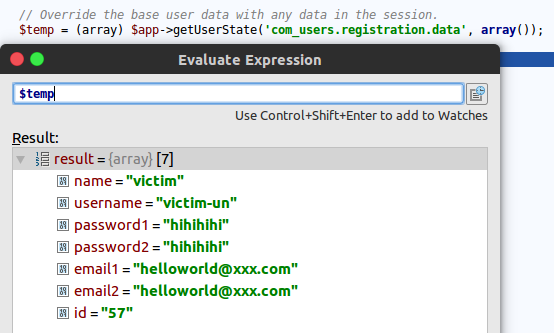 // Override the base user data with any data in the session.
$temp = (array) $app->getUserState('com_users.registration.data', array());
Evaluate Expression
$temp
Use Control+Shift+Enter to add to Watches
Result:
result = {array} [7]
name = "victim"
username = "victim-un"
password1 = "hihihihi"
password2 = "hihihihi"
email1 = "helloworld@xxx.com"
email2 = "helloworld@xxx.com"
id = "57"